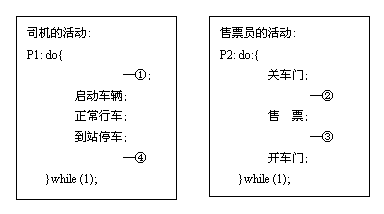 司机的活动:
P1: do{
—①;
启动车辆;
正常行车;
到站停车;
—④
}while (1);
售票员的活动:
P2: do:{
关车门;
—②
售 票;
—③
开车门;
}while (1);